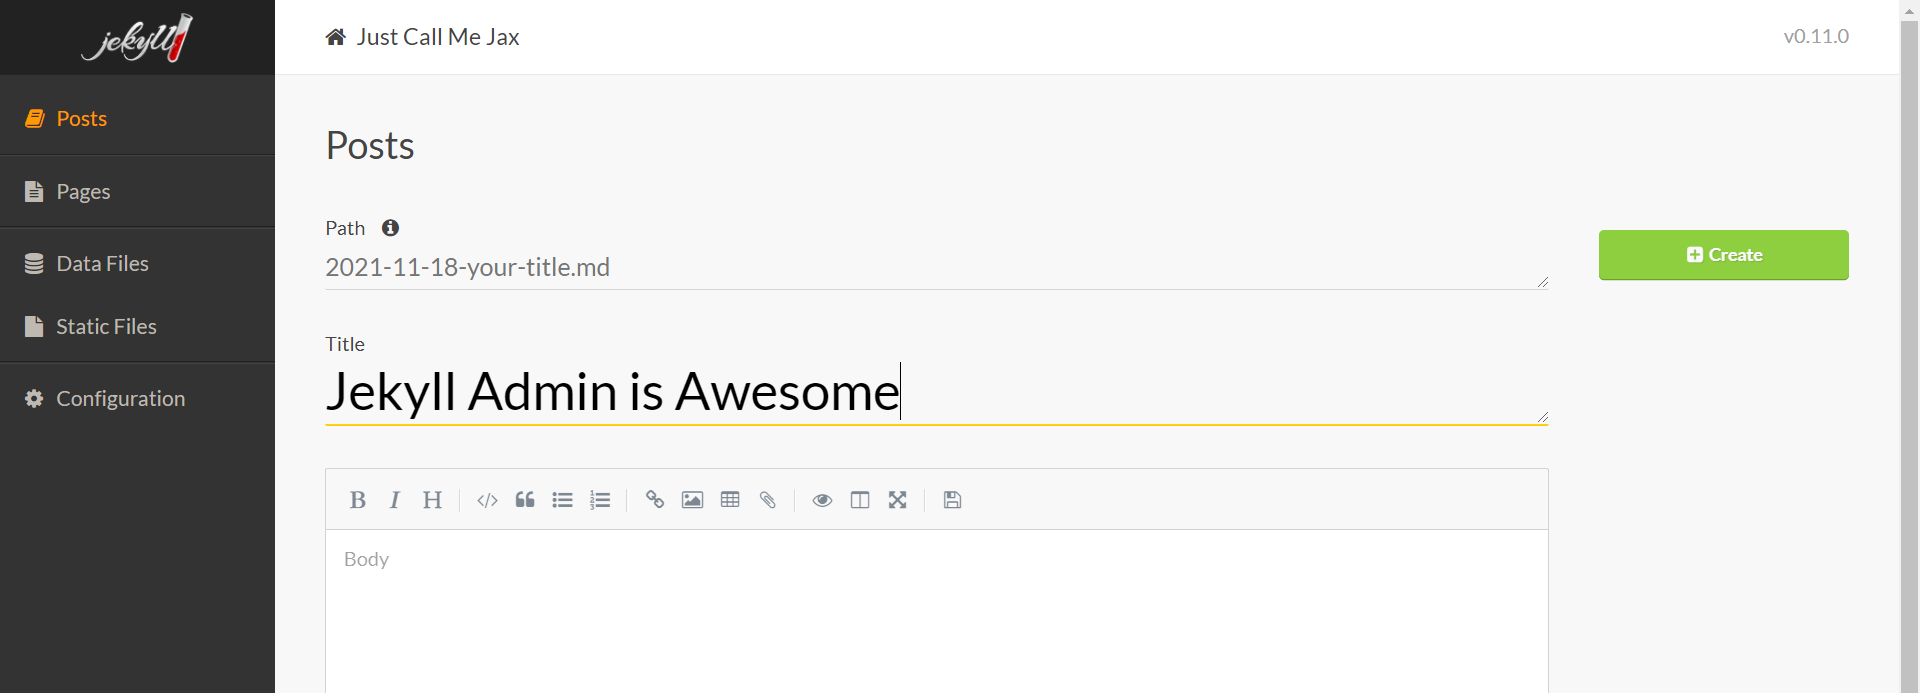 jekyll
Just Call Me Jax
v0.11.0
Posts
Pages
Data Files
Static Files
Configuration
Posts
Path
2021-11-18-your-title.md
Create
Title
Jekyll Admin is Awesome
B I H
Body